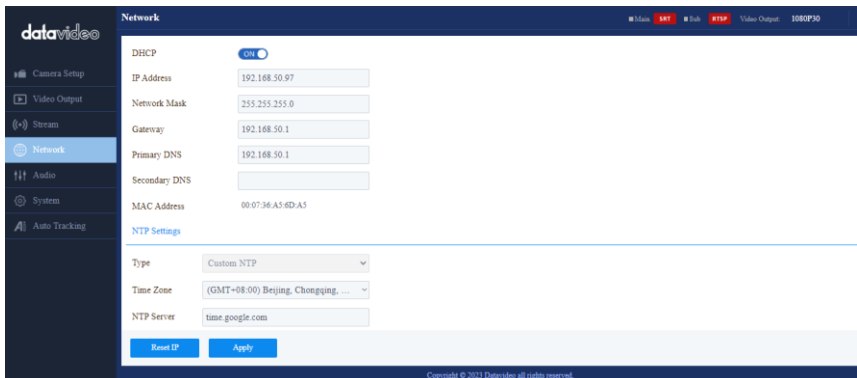 Network
Main SRT Sub RTSP Video Output: 1080P30
datavideo
Camera Setup
Video Output
Stream
Network
Audio
System
Auto Tracking
DHCP ON
IP Address 192.168.50.97
Network Mask 255.255.255.0
Gateway 192.168.50.1
Primary DNS 192.168.50.1
Secondary DNS
MAC Address 00:07:36:A5:6D:A5
NTP Settings
Type Custom NTP
Time Zone (GMT+08:00) Beijing, Chongqing, ...
NTP Server time.google.com
Reset IP Apply
Copyright © 2023 Datavideo all rights reserved.